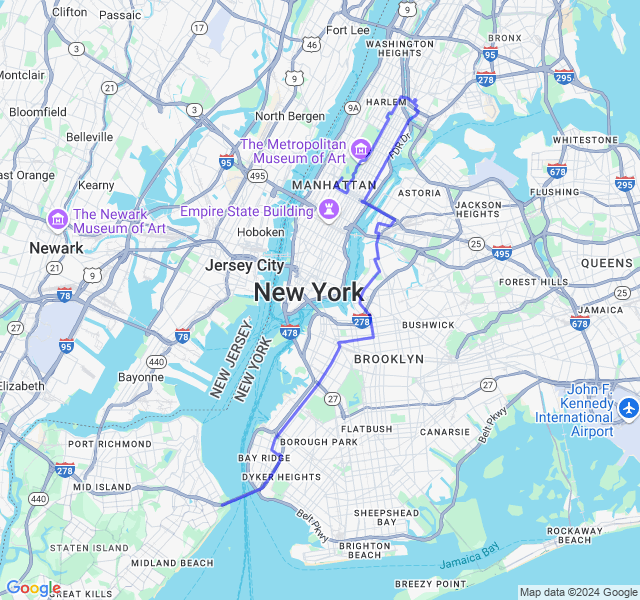 Clifton
Passaic
Fort Lee
WASHINGTON
HEIGHTS
BRONX
9
46
95
278
295
Montclair
3
9
9A
HARLEM
Bloomfield
North Bergen
FDR Dr
WHITESTONE
Belleville
The Metropolitan
Museum of Art
678
95
East Orange
Kearny
495
MANHATTAN
ASTORIA
FLUSHING
295
21
The Newark
Museum of Art
Empire State Building
JACKSON
HEIGHTS
Hoboken
25
495
Newark
Jersey City
QUEENS
21
9
78
New York
FOREST HILLS
25
JAMAICA
278
BUSHWICK
678
95
78
478
NEW JERSEY
NEW YORK
BROOKLYN
440
Elizabeth
Bayonne
27
27
John F.
Kennedy
International
Airport
Belt Pkwy
FLATBUSH
CANARSIE
PORT RICHMOND
BOROUGH PARK
278
BAY RIDGE
440
MID ISLAND
DYKER HEIGHTS
Belt Pkwy
SHEEPSHEAD
BAY
STATEN ISLAND
BRIGHTON
BEACH
ROCKAWAY
BEACH
MIDLAND BEACH
Jamaica Bay
BREEZY POINT
Google
GREAT KILLS
Map data ©2024 Google